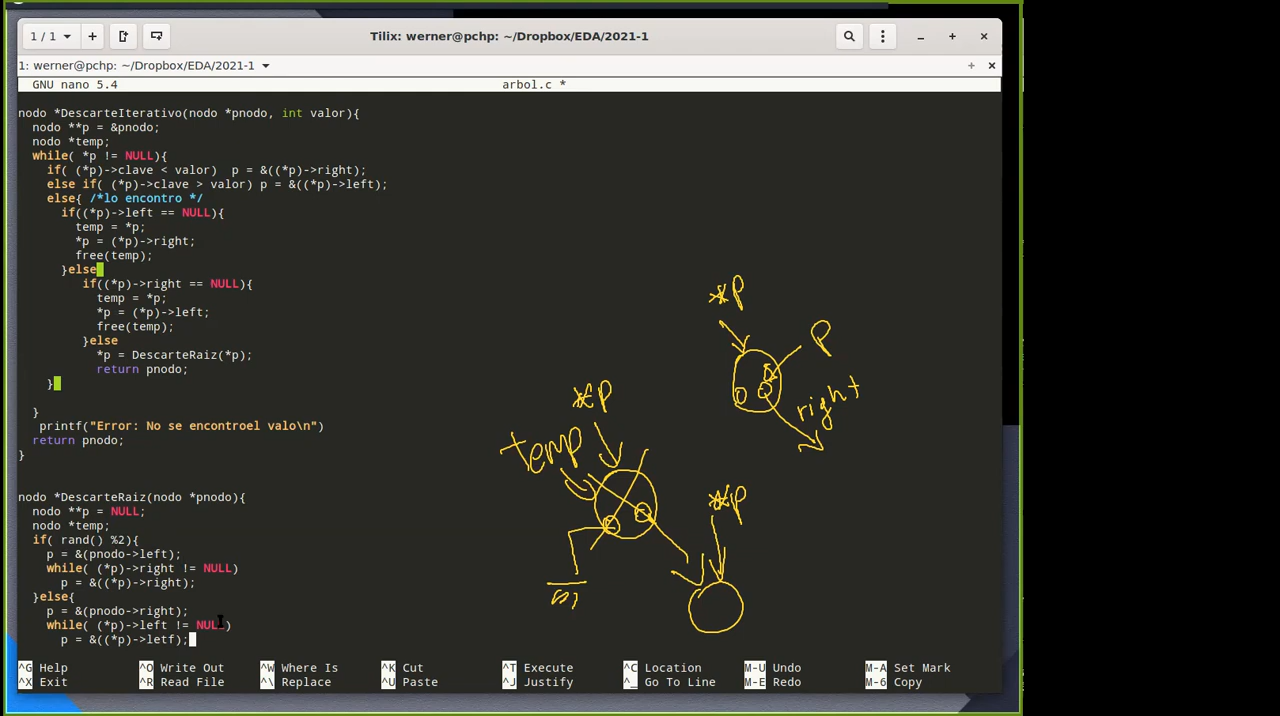 1 / 1
Tilix: werner@pchp: ~/Dropbox/EDA/2021-1
1: werner@pchp: ~/Dropbox/EDA/2021-1
GNU nano 5.4 arbol.c *
nodo *DescarteIterativo(nodo *pnodo, int valor){
nodo **p = &pnodo;
nodo *temp;
while( *p != NULL){
if( (*p)->clave < valor) p = &((*p)->right);
else if( (*p)->clave > valor) p = &((*p)->left);
else{ /*lo encontro */
if((*p)->left == NULL){
temp = *p;
*p = (*p)->right;
free(temp);
}else
if((*p)->right == NULL){
temp = *p;
*p = (*p)->left;
free(temp);
}else
*p = DescarteRaiz(*p);
return pnodo;
}
}
printf("Error: No se encontroel valo\n")
return pnodo;
}
nodo *DescarteRaiz(nodo *pnodo){
nodo **p = NULL;
nodo *temp;
if( rand() %2){
p = &(pnodo->left);
while( (*p)->right != NULL)
p = &((*p)->right);
}else{
p = &(pnodo->right);
while( (*p)->left != NULL)
p = &((*p)->letf);
*p
p
right
*p
temp
*p
^G Help ^O Write Out ^W Where Is ^K Cut ^T Execute ^C Location M-U Undo M-A Set Mark
^X Exit ^R Read File ^\ Replace ^U Paste ^J Justify ^_ Go To Line M-E Redo M-6 Copy